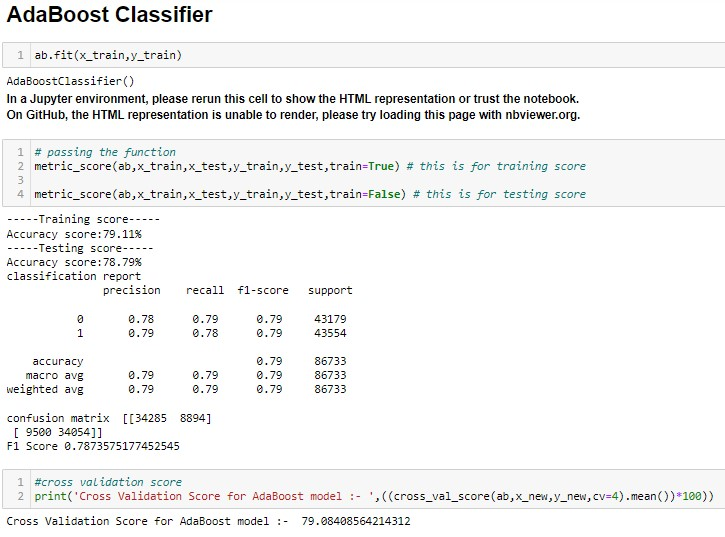 AdaBoost Classifier
1 ab.fit(x_train,y_train)
AdaBoostClassifier()
In a Jupyter environment, please rerun this cell to show the HTML representation or trust the notebook.
On GitHub, the HTML representation is unable to render, please try loading this page with nbviewer.org.
1 # passing the function
2 metric_score(ab,x_train,x_test,y_train,y_test,train=True) # this is for training score
3
4 metric_score(ab,x_train,x_test,y_train,y_test,train=False) # this is for testing score
-----Training score-----
Accuracy score:79.11%
-----Testing score-----
Accuracy score:78.79%
classification report
precision recall f1-score support
0 0.78 0.79 0.79 43179
1 0.79 0.78 0.79 43554
accuracy 0.79 86733
macro avg 0.79 0.79 0.79 86733
weighted avg 0.79 0.79 0.79 86733
confusion matrix [[34285 8894]
[ 9500 34054]]
F1 Score 0.7873575177452545
1 #cross validation score
2 print('Cross Validation Score for AdaBoost model :- ',((cross_val_score(ab,x_new,y_new,cv=4).mean())*100))
Cross Validation Score for AdaBoost model :- 79.08408564214312